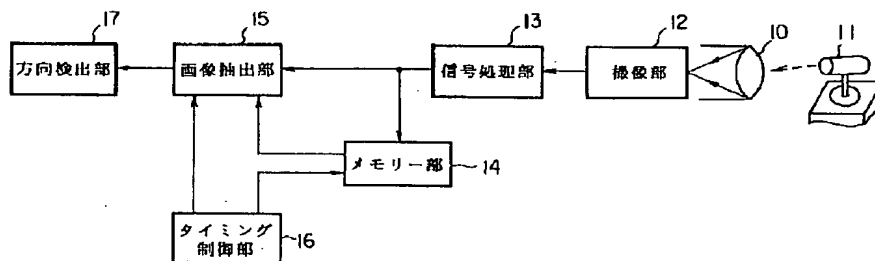 17
15
13
12
10
11
方向検出部
画像抽出部
信号処理部
撮像部
メモリー部
14
タイミング
制御部
16